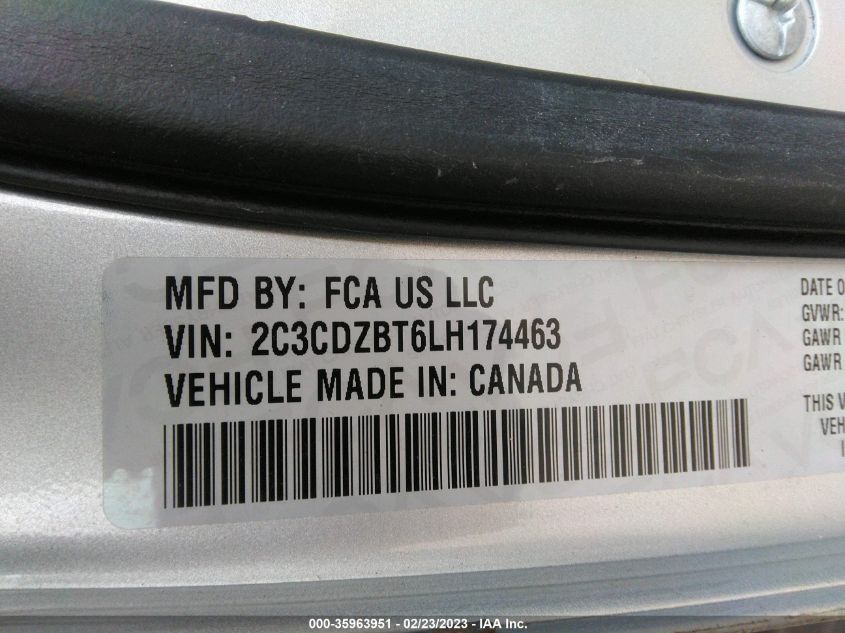 MFD BY: FCA US LLC
VIN: 2C3CDZBT6LH174463
VEHICLE MADE IN: CANADA
DATE O
GVWR:
GAWR
GAWR
THIS V
VEH
000-35963951 - 02/23/2023 - IAA Inc.